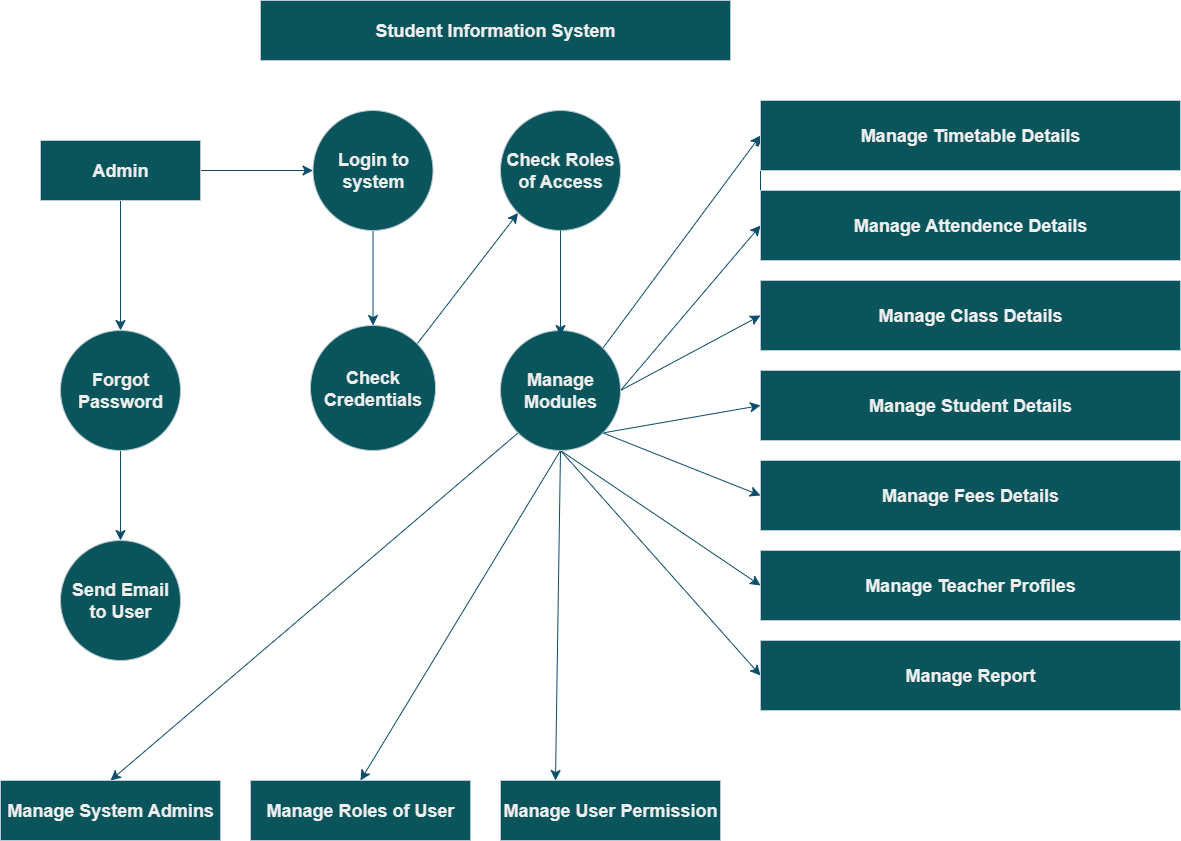 Student Information System
Admin
Login to
system
Check Roles
of Access
Manage Timetable Details
Manage Attendence Details
Manage Class Details
Forgot
Password
Check
Credentials
Manage
Modules
Manage Student Details
Manage Fees Details
Send Email
to User
Manage Teacher Profiles
Manage Report
Manage System Admins
Manage Roles of User
Manage User Permission